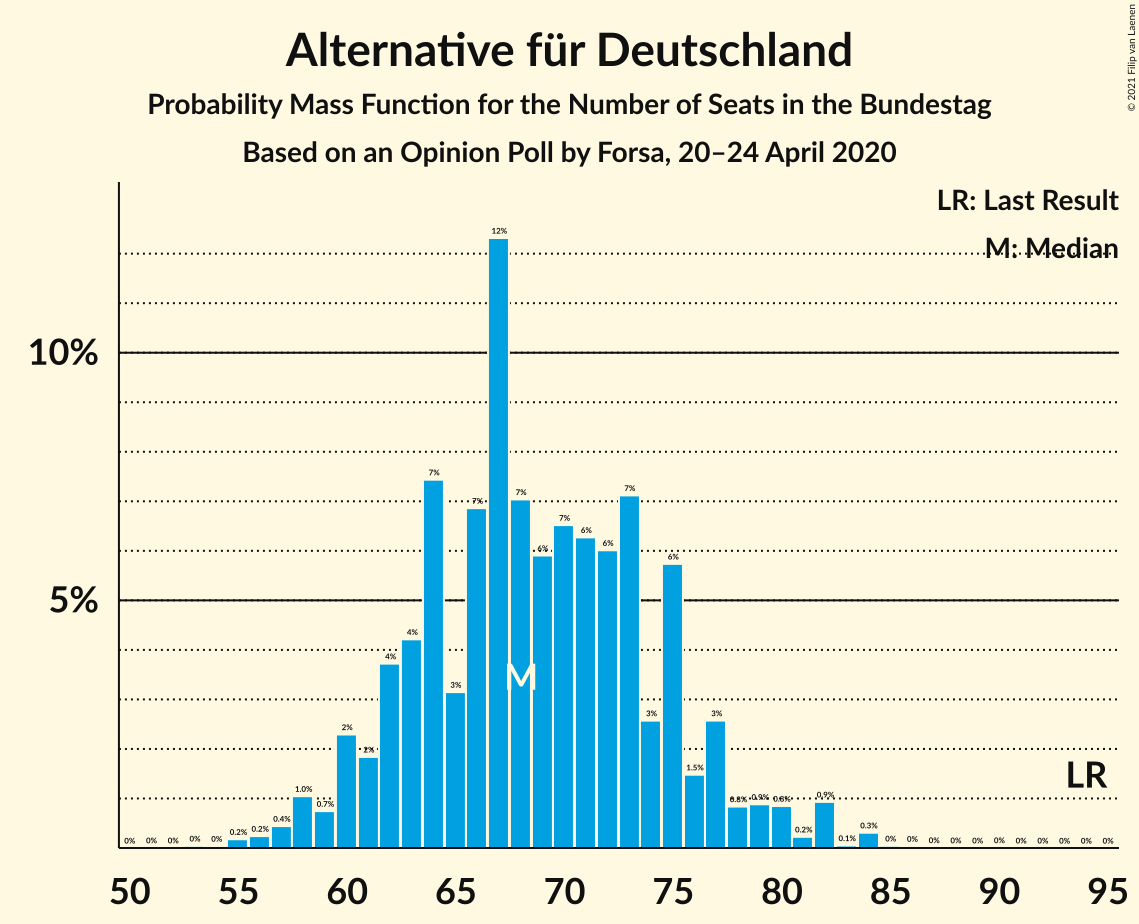 Alternative für Deutschland
Probability Mass Function for the Number of Seats in the Bundestag
Based on an Opinion Poll by Forsa, 20–24 April 2020
© 2021 Filip van Laenen
LR: Last Result
M: Median
10%
5%
0% 0% 0% 0% 0% 0.2% 0.2% 0.4% 1.0% 0.7% 2% 2% 4% 4% 7% 3% 7% 12% 7% 6% 7% 6% 6% 7% 3% 6% 1.5% 3% 0.8% 0.9% 0.8% 0.2% 0.9% 0.1% 0.3% 0% 0% 0% 0% 0% 0% 0% 0% 0% 0% 0%
M
LR
50 55 60 65 70 75 80 85 90 95